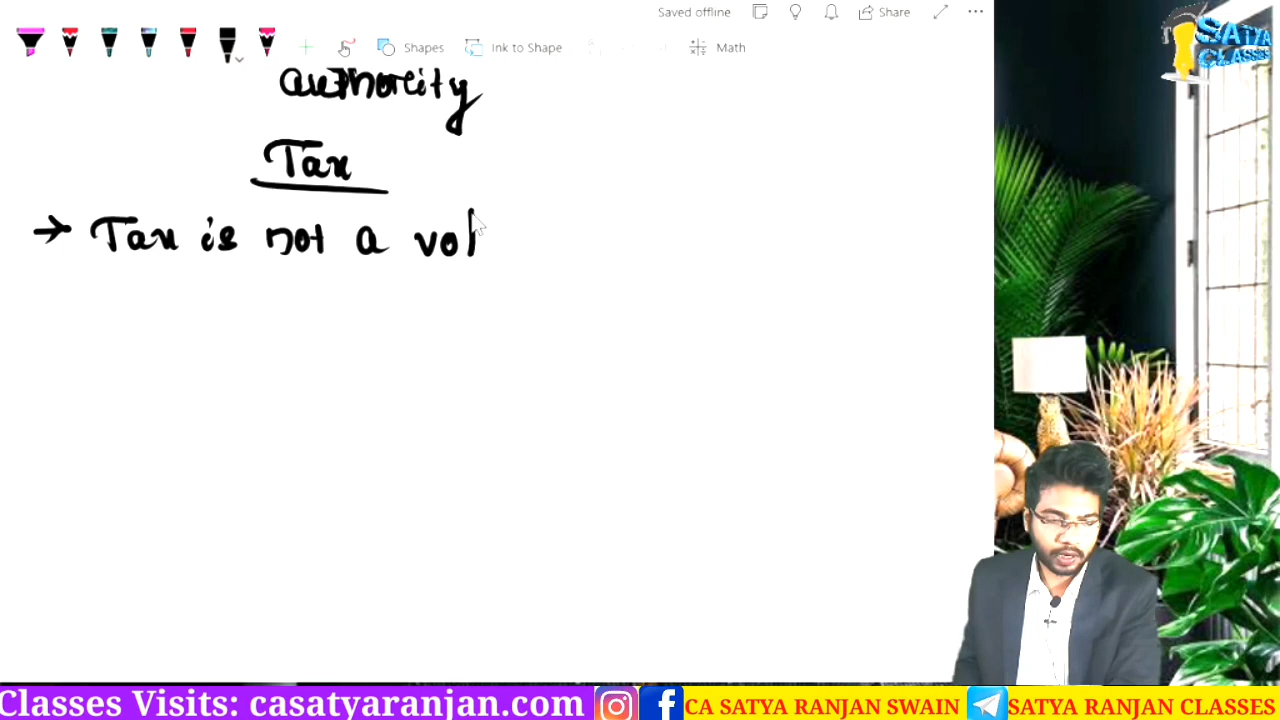 Saved offline
Share
Shapes
Ink to Shape
Math
SATYA
CLASSES
authority
Tax
→ Tax is not a vol
Classes Visits: casatyaranjan.com
CA SATYA RANJAN SWAIN
SATYA RANJAN CLASSES